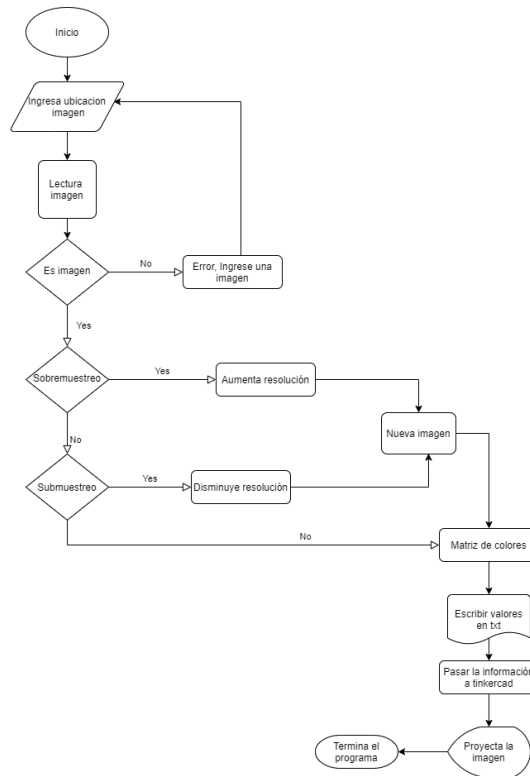 Inicio
Ingresa ubicacion
imagen
Lectura
imagen
Es imagen
No
Error, Ingrese una
imagen
Yes
Sobremuestreo
Yes
Aumenta resolución
Nueva imagen
No
Submuestreo
Yes
Disminuye resolución
No
Matriz de colores
Escribir valores
en txt
Pasar la información
a tinkercad
Proyecta la
imagen
Termina el
programa